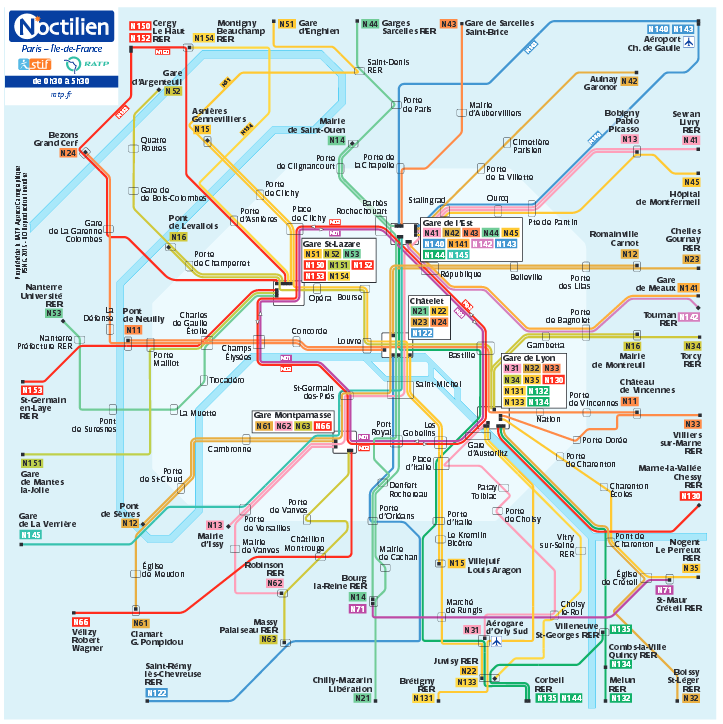 Noctilien
Paris – Île-de-France
stif
RATP
de 0h30 à 5h30
ratp.fr
N150
N152
Cergy
Le Haut
RER
Montigny
Beauchamp
RER
N154
N51
Gare
d'Enghien
N44
Garges
Sarcelles RER
N43
Gare de Sarcelles
Saint-Brice
N140
N143
Aéroport
Ch. de Gaulle
Gare
d'Argenteuil
N52
Saint-Denis
RER
Aulnay
Garonor
N42
Asnières
Gennevilliers
N15
Porte
de Paris
Mairie
d'Aubervilliers
Mairie
de Saint-Ouen
N14
Bobigny
Pablo
Picasso
N13
Sevran
Livry
RER
N41
Bezons
Grand Cerf
N24
Quatre
Routes
Cimetière
Parisien
Porte
de Clignancourt
Porte de
la Chapelle
Porte
de la Villette
N45
Hôpital
de Montfermeil
Gare de
de Bois-Colombes
Porte
de Clichy
Barbès
Rochechouart
Stalingrad
Ourcq
Pont
de Levallois
N16
Porte
d'Asnières
Place
de Clichy
Pte de Pantin
Gare
de La Garenne
Colombes
Gare de l'Est
N41 N42 N43 N44 N45
N140 N141 N142 N143
N144 N145
Romainville
Carnot
N12
Chelles
Gournay
RER
N23
Gare St-Lazare
N51 N52 N53
N150 N151 N152
N153 N154
Porte
de Champerret
République
Belleville
Porte
des Lilas
Nanterre
Université
RER
N53
Opéra
Bourse
Gare
de Meaux
N141
Châtelet
N21 N22
N23 N24
N122
Pont
de Neuilly
N11
Défense
Charles
de Gaulle
Étoile
Concorde
Louvre
Porte
de Bagnolet
Tournan
RER
N142
Nanterre
Préfecture RER
Porte
Maillot
Champs
Élysées
Bastille
Gambetta
N16
Mairie
de Montreuil
N34
Torcy
RER
Gare de Lyon
N31 N32 N33
N34 N35 N130
N131 N132
N133 N134
Trocadéro
St-Germain
des-Prés
Saint-Michel
N153
St-Germain
en-Laye
RER
Château
de Vincennes
N11
Porte
de Vincennes
La Muette
Porte
de Suresnes
Gare Montparnasse
N61 N62 N63 N66
Nation
N33
Villiers
sur-Marne
RER
Port
Royal
Les
Gobelins
Porte Dorée
Cambronne
Gare
d'Austerlitz
N151
Gare
de Mantes
la-Jolie
Porte
de St-Cloud
Place
d'Italie
Porte
de Charenton
Marne-la-Vallée
Chessy
RER
N130
Denfert
Rochereau
Patay
Tolbiac
Charenton
Écoles
Pont
de Sèvres
N12
Gare
de La Verrière
N145
N13
Mairie
d'Issy
Porte
de Versailles
Porte
de Vanves
Porte
d'Orléans
Porte
d'Italie
Porte
de Choisy
Mairie
de Vanves
Châtillon
Montrouge
Le Kremlin
Bicêtre
Vitry
sur-Seine
RER
Pont de
Charenton
Nogent
Le Perreux
RER
N35
Mairie
de Cachan
N15
Villejuif
Louis Aragon
Église
de Meudon
Robinson
RER
N62
Bourg
la-Reine RER
N14
N71
Église
de Créteil
N71
St-Maur
Créteil RER
Marché
de Rungis
Choisy
le-Roi
N66
Vélizy
Robert
Wagner
N61
Clamart
G. Pompidou
Massy
Palaiseau RER
N63
N31
Aérogare
d'Orly Sud
Villeneuve
St-Georges RER
N135
Combs-la-Ville
Quincy RER
N134
Saint-Rémy
lès-Chevreuse
RER
N122
Chilly-Mazarin
Libération
N21
Juvisy RER
N22
N133
Brétigny
RER
N131
Corbeil
RER
N135 N144
Melun
RER
N132
Boissy
St-Léger
RER
N32